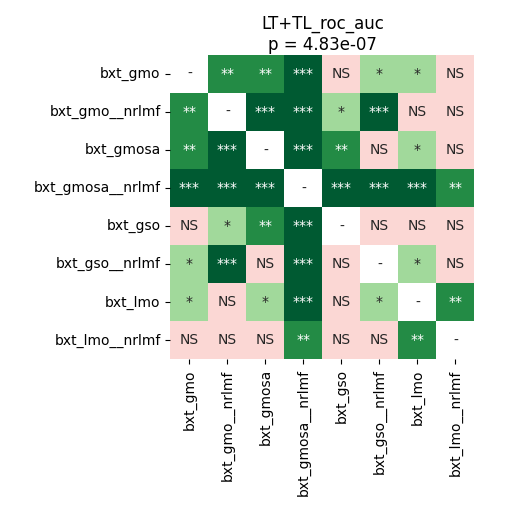 LT+TL_roc_auc
p = 4.83e-07
bxt_gmo - ** ** *** NS * * NS
bxt_gmo__nrlmf ** - *** *** * *** NS NS
bxt_gmosa ** *** - *** ** NS * NS
bxt_gmosa__nrlmf *** *** *** - *** *** *** **
bxt_gso NS * ** *** - NS NS NS
bxt_gso__nrlmf * *** NS *** NS - * NS
bxt_lmo * NS * *** NS * - **
bxt_lmo__nrlmf NS NS NS ** NS NS ** -
bxt_gmo
bxt_gmo__nrlmf
bxt_gmosa
bxt_gmosa__nrlmf
bxt_gso
bxt_gso__nrlmf
bxt_lmo
bxt_lmo__nrlmf